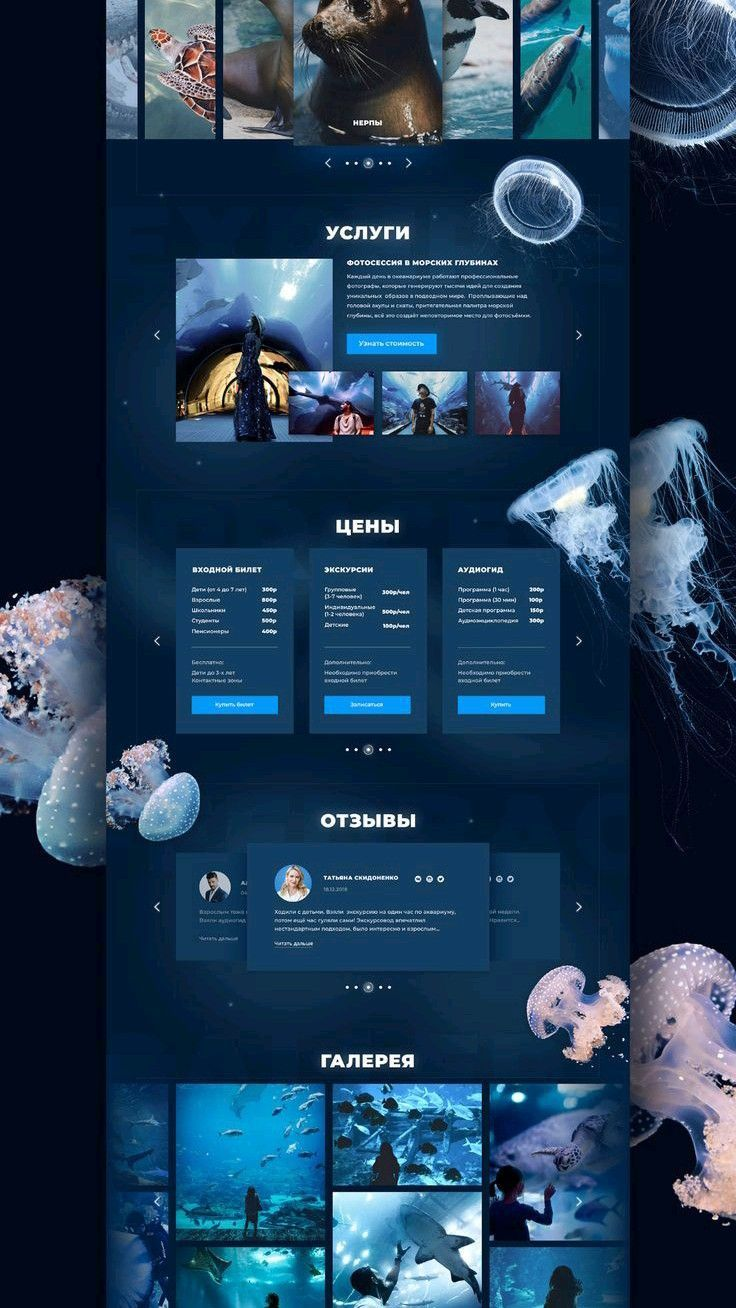 НЕРПЫ
УСЛУГИ
ФОТОСЕССИЯ В МОРСКИХ ГЛУБИНАХ
Каждый день в океанариуме работают профессиональные
фотографы, которые генерируют тысячи идей для создания
уникальных образов в подводном мире. Проплывающие над
головой акулы и скаты, притягательная палитра морской
глубины, всё это создаёт неповторимое место для фотосъёмки.
Узнать стоимость
ЦЕНЫ
ВХОДНОЙ БИЛЕТ
Дети (от 4 до 7 лет) 300р
Взрослые 800р
Школьники 450р
Студенты 500р
Пенсионеры 400р
Бесплатно:
Дети до 3-х лет
Контактные зоны
Купить билет
ЭКСКУРСИИ
Групповые
(3-7 человек) 300р/чел
Индивидуальные
(1-2 человека) 500р/чел
Детские 100р/чел
Дополнительно:
Необходимо приобрести
входной билет
Записаться
АУДИОГИД
Программа (1 час) 200р
Программа (30 мин) 100р
Детская программа 150р
Аудиоэнциклопедия 300р
Дополнительно:
Необходимо приобрести
входной билет
Купить
ОТЗЫВЫ
Взрослым тоже
Взяли аудиогид
Читать дальше
ТАТЬЯНА СКИДОНЕНКО
18.12.2018
Ходили с детьми. Взяли экскурсию на один час по аквариуму,
потом ещё час гуляли сами! Экскурсовод впечатлил
нестандартным подходом, было интересно и взрослым...
Читать дальше
й неделе.
Нравится...
ГАЛЕРЕЯ